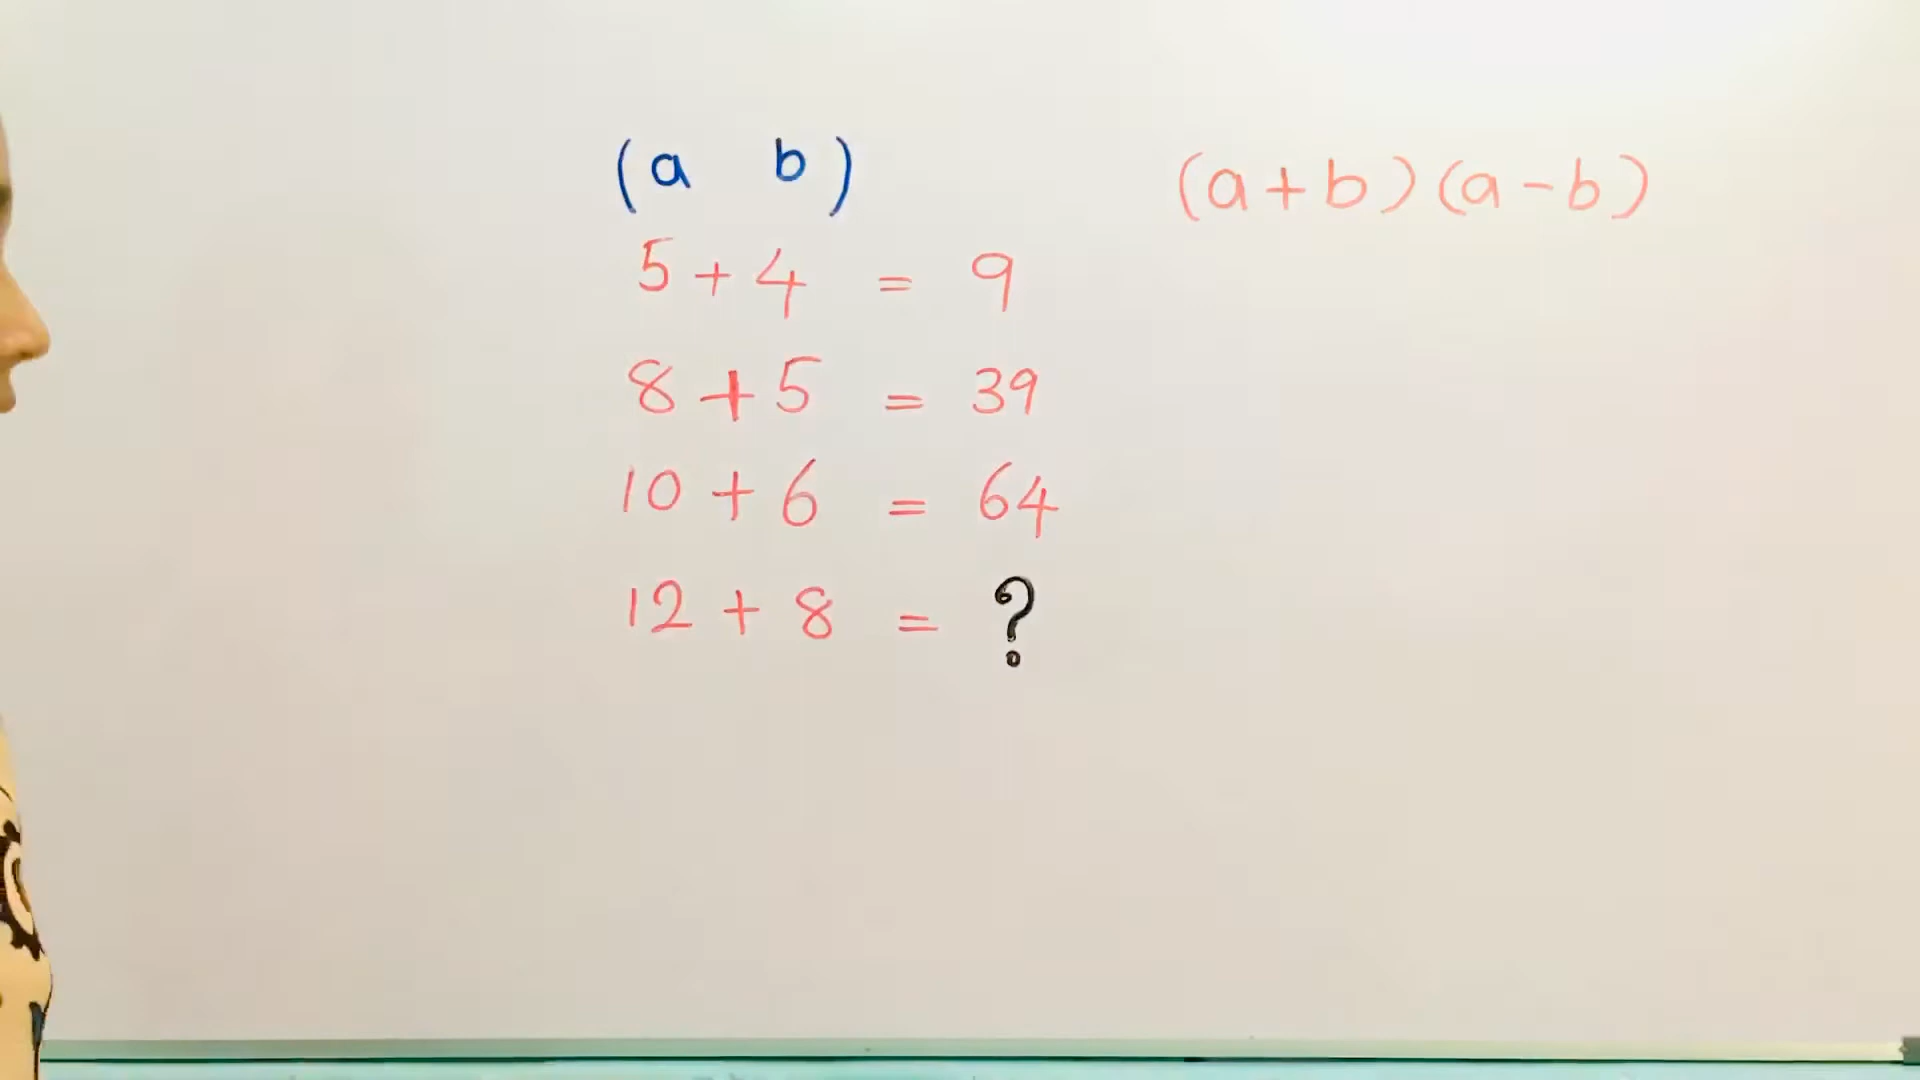 (a b)
(a+b)(a-b)
5+4 = 9
8+5 = 39
10+6 = 64
12+8 = ?